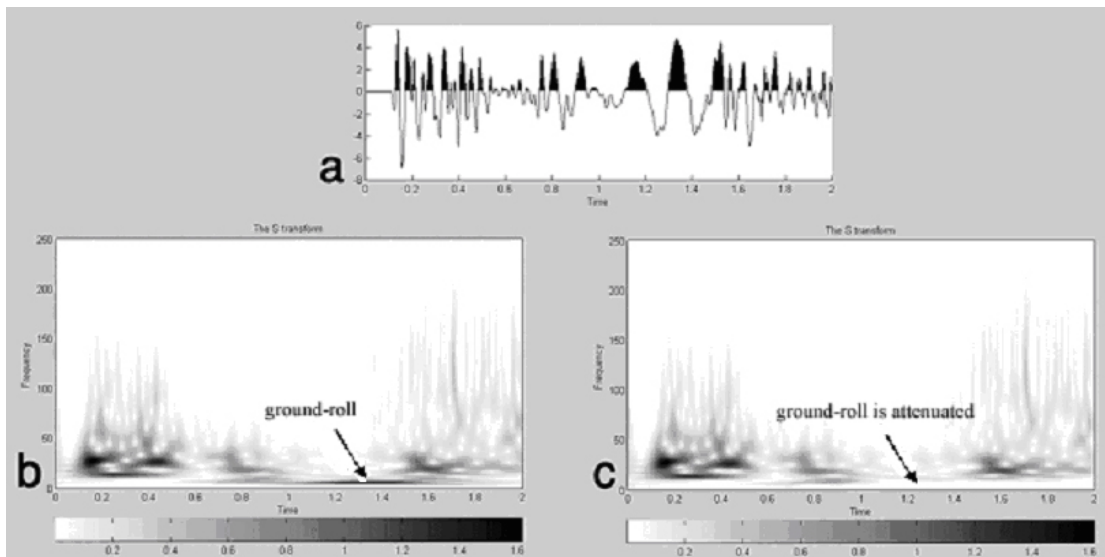 6
4
2
0
-2
-4
-6
-8
0 0.2 0.4 0.6 0.8 1 1.2 1.4 1.6 1.8 2
Time
a
The S transform
250
200
150
100
50
0
Frequency
ground-roll
0 0.2 0.4 0.6 0.8 1 1.2 1.4 1.6 1.8 2
Time
b
0.2 0.4 0.6 0.8 1 1.2 1.4 1.6
The S transform
250
200
150
100
50
0
Frequency
ground-roll is attenuated
0 0.2 0.4 0.6 0.8 1 1.2 1.4 1.6 1.8 2
Time
c
0.2 0.4 0.6 0.8 1 1.2 1.4 1.6